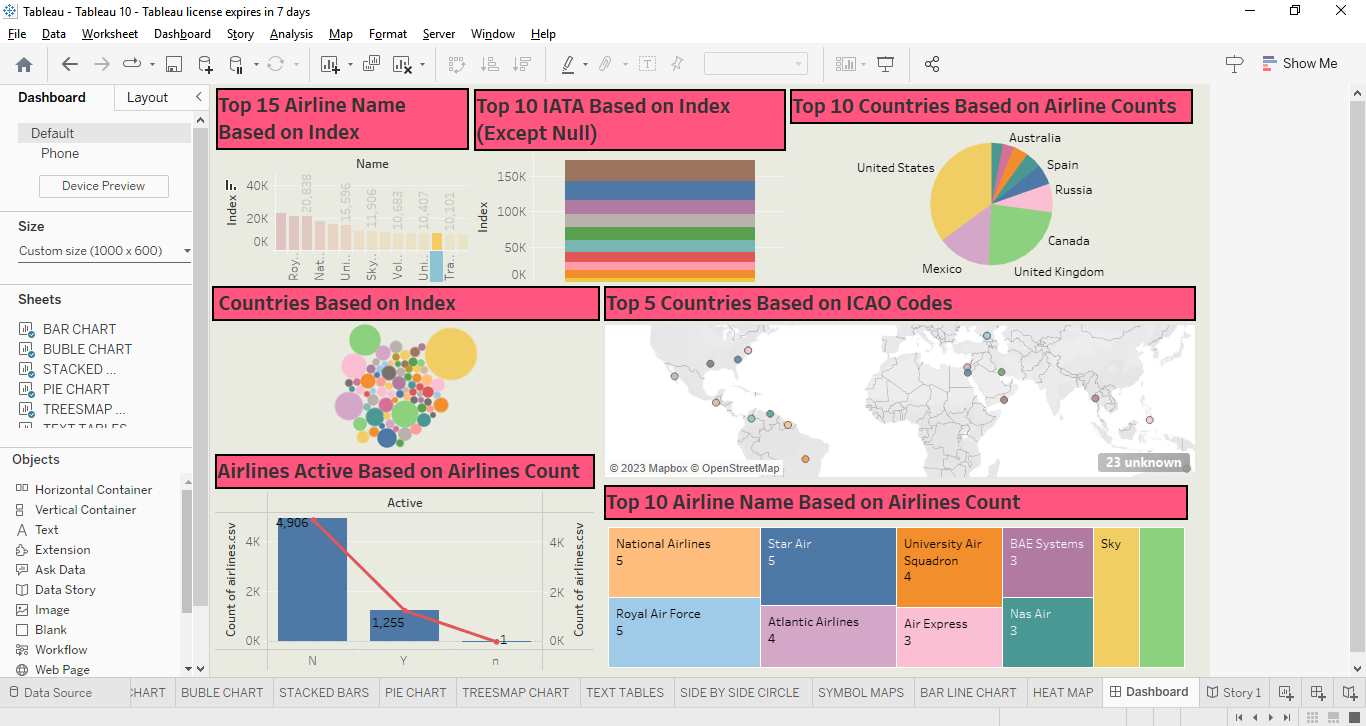 Tableau - Tableau 10 - Tableau license expires in 7 days
File Data Worksheet Dashboard Story Analysis Map Format Server Window Help
Show Me
Dashboard Layout
Default
Phone
Device Preview
Size
Custom size (1000 x 600)
Sheets
BAR CHART
BUBLE CHART
STACKED ...
PIE CHART
TREESMAP ...
TEXT TABLES
Objects
Horizontal Container
Vertical Container
Text
Extension
Ask Data
Data Story
Image
Blank
Workflow
Web Page
Top 15 Airline Name
Based on Index
Name
Index
40K
20K
0K
20,838
15,596
11,906
10,683
10,407
10,101
Roy..
Nat..
Uni..
Sky..
Vol..
Uni..
Tra..
Top 10 IATA Based on Index
(Except Null)
Index
150K
100K
50K
0K
Top 10 Countries Based on Airline Counts
Australia
United States
Spain
Russia
Canada
Mexico
United Kingdom
Countries Based on Index
Top 5 Countries Based on ICAO Codes
© 2023 Mapbox © OpenStreetMap
23 unknown
Airlines Active Based on Airlines Count
Active
Count of airlines.csv
4K
2K
0K
4,906
1,255
1
N Y n
4K
2K
0K
Count of airlines.csv
Top 10 Airline Name Based on Airlines Count
National Airlines
5
Royal Air Force
5
Star Air
5
Atlantic Airlines
4
University Air
Squadron
4
Air Express
3
BAE Systems
3
Nas Air
3
Sky
Data Source CHART BUBLE CHART STACKED BARS PIE CHART TREESMAP CHART TEXT TABLES SIDE BY SIDE CIRCLE SYMBOL MAPS BAR LINE CHART HEAT MAP Dashboard Story 1